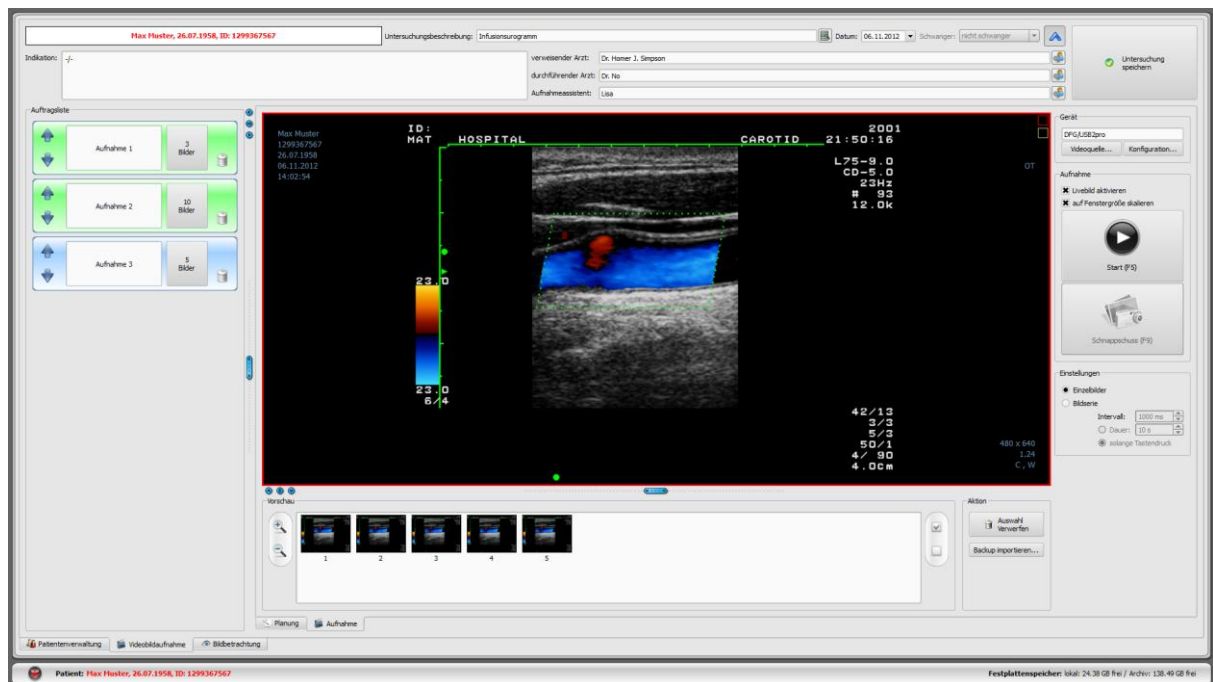 Max Muster, 26.07.1958, ID: 1299367567
Untersuchungsbeschreibung: Infusionsurogramm
Datum: 06.11.2012
Schwanger: nicht schwanger
Indikation: -/-
verweisender Arzt: Dr. Homer J. Simpson
durchführender Arzt: Dr. No
Aufnahmeassistent: Lisa
Untersuchung
speichern
Auftragsliste
Aufnahme 1
3
Bilder
Aufnahme 2
10
Bilder
Aufnahme 3
5
Bilder
Max Muster
1299367567
26.07.1958
06.11.2012
14:02:54
ID:
MAT HOSPITAL
2001
CAROTID 21:50:16
L75-9.0
CD-5.0
23Hz
# 93
12.0k
OT
23.0
23.0
6/4
42/13
3/3
5/3
50/1
4/ 90
4.0cm
480 x 640
1.24
C , W
Gerät
DFG/USB2pro
Videoquelle... Konfiguration...
Aufnahme
Livebild aktivieren
auf Fenstergröße skalieren
Start (F5)
Schnappschuss (F9)
Einstellungen
Einzelbilder
Bildserie
Intervall: 1000 ms
Dauer: 10 s
solange Tastendruck
Vorschau
1 2 3 4 5
Aktion
Auswahl
Verwerfen
Backup importieren...
Planung Aufnahme
Patientenverwaltung Videobildaufnahme Bildbetrachtung
Patient: Max Muster, 26.07.1958, ID: 1299367567
Festplattenspeicher: lokal: 24.38 GB frei / Archiv: 138.49 GB frei